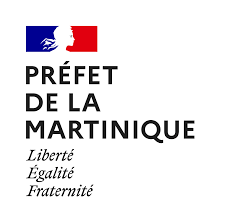 PRÉFET
DE LA
MARTINIQUE
Liberté
Égalité
Fraternité